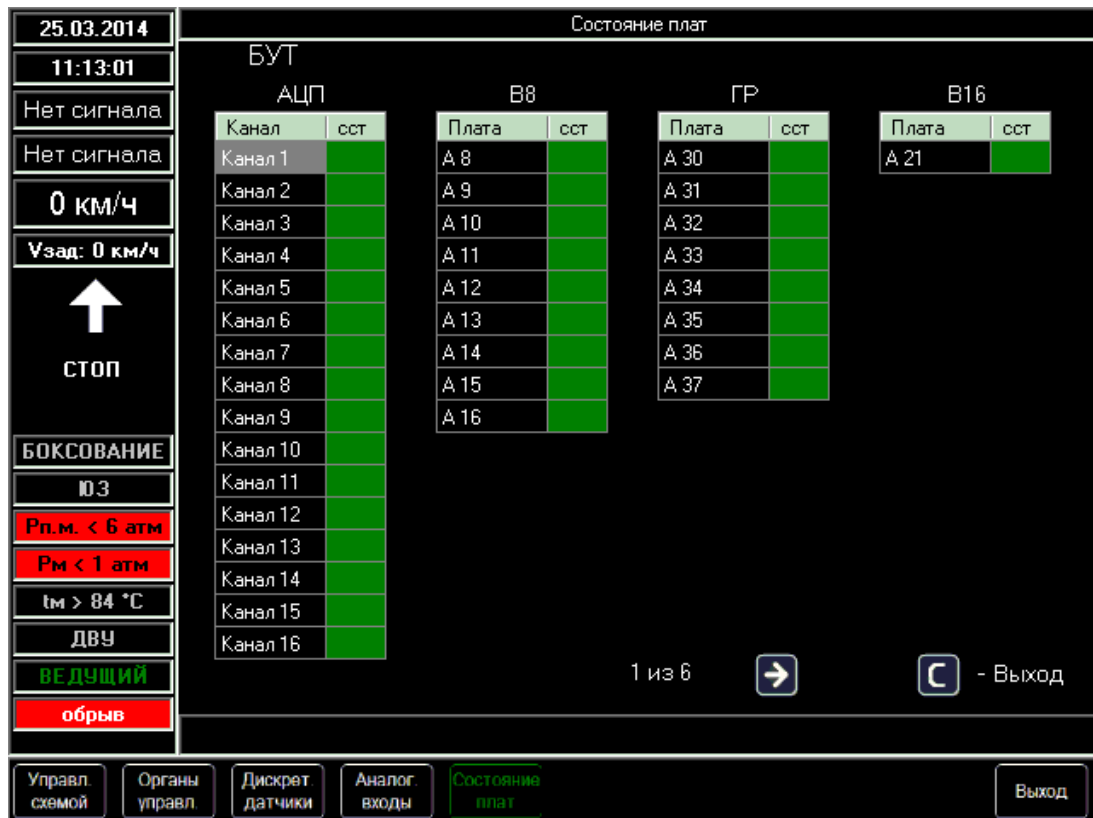 25.03.2014
11:13:01
Нет сигнала
Нет сигнала
0 км/ч
Vзад: 0 км/ч
стоп
БОКСОВАНИЕ
ЮЗ
Рп.м. < 6 атм
Рм < 1 атм
tм > 84 °C
ДВУ
ВЕДУЩИЙ
обрыв
Состояние плат
БУТ
АЦП
Канал ССТ
Канал 1
Канал 2
Канал 3
Канал 4
Канал 5
Канал 6
Канал 7
Канал 8
Канал 9
Канал 10
Канал 11
Канал 12
Канал 13
Канал 14
Канал 15
Канал 16
В8
Плата ССТ
А 8
А 9
А 10
А 11
А 12
А 13
А 14
А 15
А 16
ГР
Плата ССТ
А 30
А 31
А 32
А 33
А 34
А 35
А 36
А 37
В16
Плата ССТ
А 21
1 из 6
С - Выход
Управл.
схемой
Органы
управл.
Дискрет.
датчики
Аналог.
входы
Состояние
плат
Выход